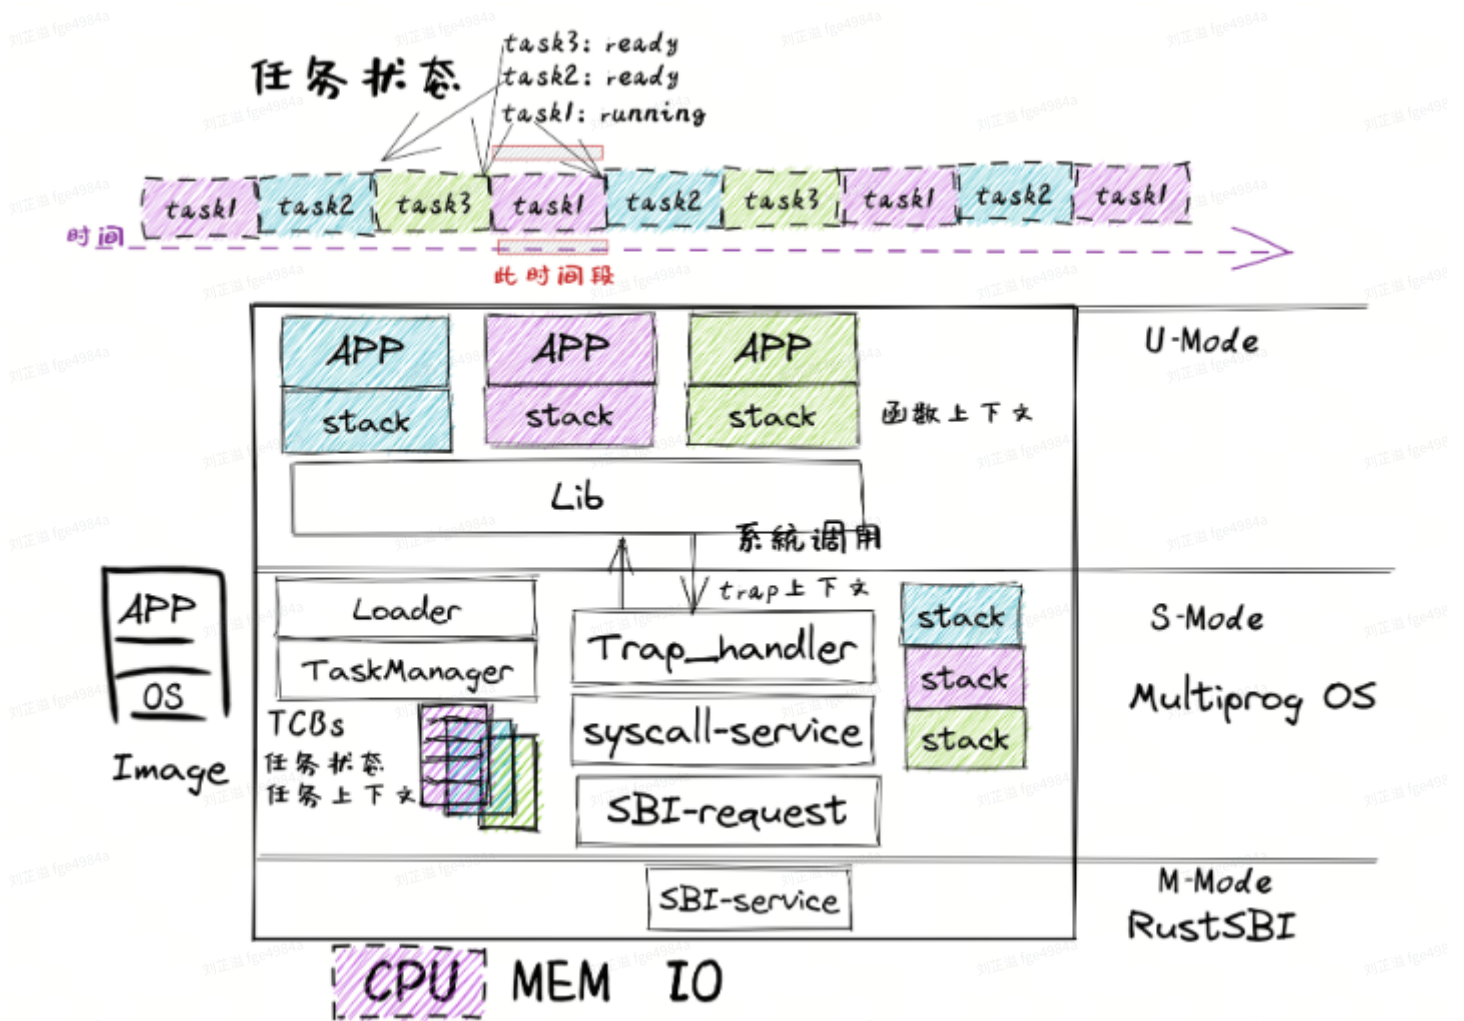 任务状态
task3: ready
task2: ready
task1: running
task1 task2 task3 task1 task2 task3 task1 task2 task1
时间
此时间段
APP APP APP
U-Mode
stack stack stack
函数上下文
Lib
系统调用
trap上下文
APP
OS
Image
Loader
TaskManager
TCBs
任务状态
任务上下文
Trap_handler
syscall-service
SBI-request
stack
stack
stack
S-Mode
Multiprog OS
SBI-service
M-Mode
RustSBI
CPU MEM IO
刘正滋 fge4984a